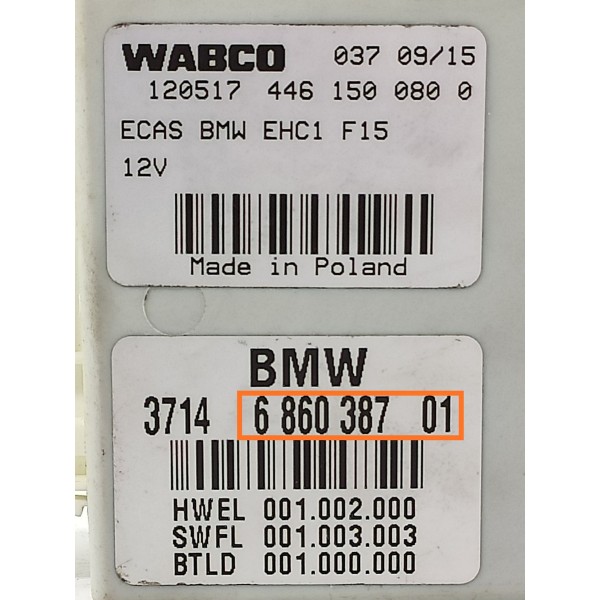 WABCO 037 09/15
120517 446 150 080 0
ECAS BMW EHC1 F15
12V
Made in Poland
BMW
3714 6 860 387 01
HWEL 001.002.000
SWFL 001.003.003
BTLD 001.000.000